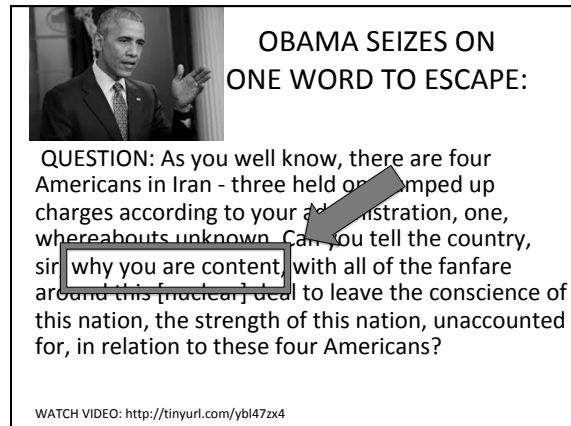 OBAMA SEIZES ON
ONE WORD TO ESCAPE:
QUESTION: As you well know, there are four
Americans in Iran - three held on trumped up
charges according to your administration, one,
whereabouts unknown. Can you tell the country,
sir, why you are content, with all of the fanfare
around this [nuclear] deal to leave the conscience of
this nation, the strength of this nation, unaccounted
for, in relation to these four Americans?
WATCH VIDEO: http://tinyurl.com/ybl47zx4